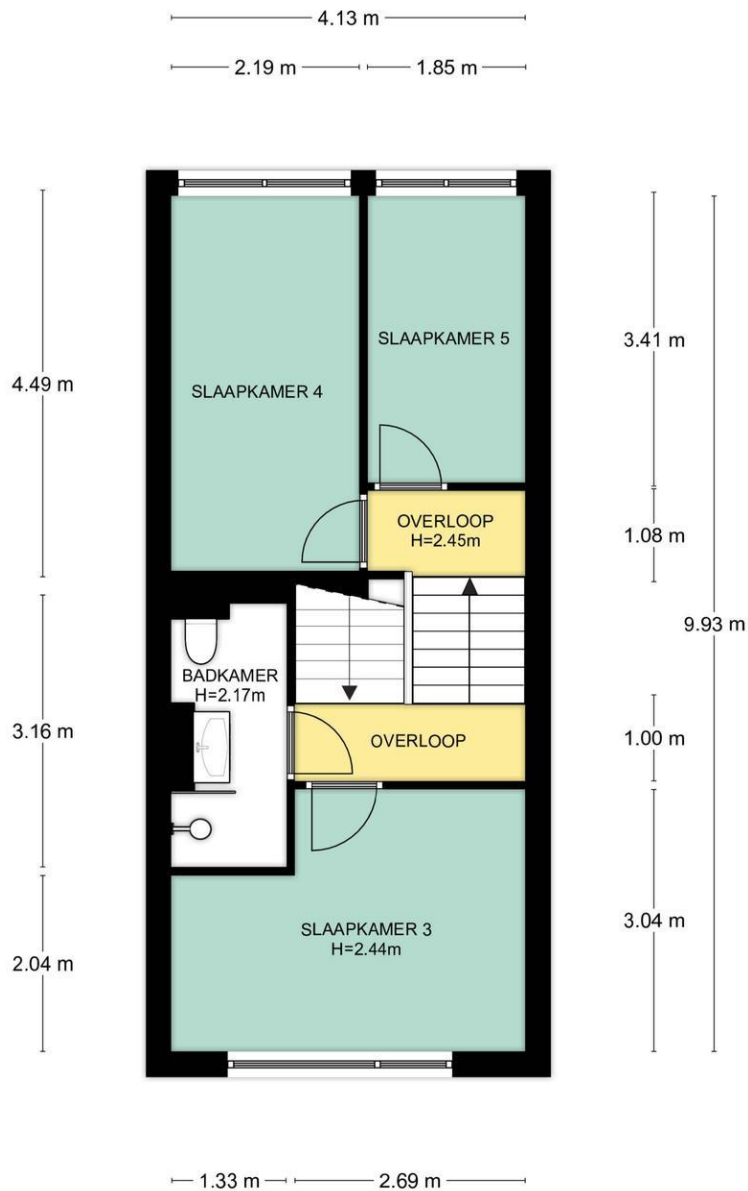 4.13 m
2.19 m
1.85 m
4.49 m
3.41 m
SLAAPKAMER 5
SLAAPKAMER 4
OVERLOOP
H=2.45m
1.08 m
9.93 m
BADKAMER
H=2.17m
3.16 m
OVERLOOP
1.00 m
SLAAPKAMER 3
H=2.44m
3.04 m
2.04 m
1.33 m
2.69 m